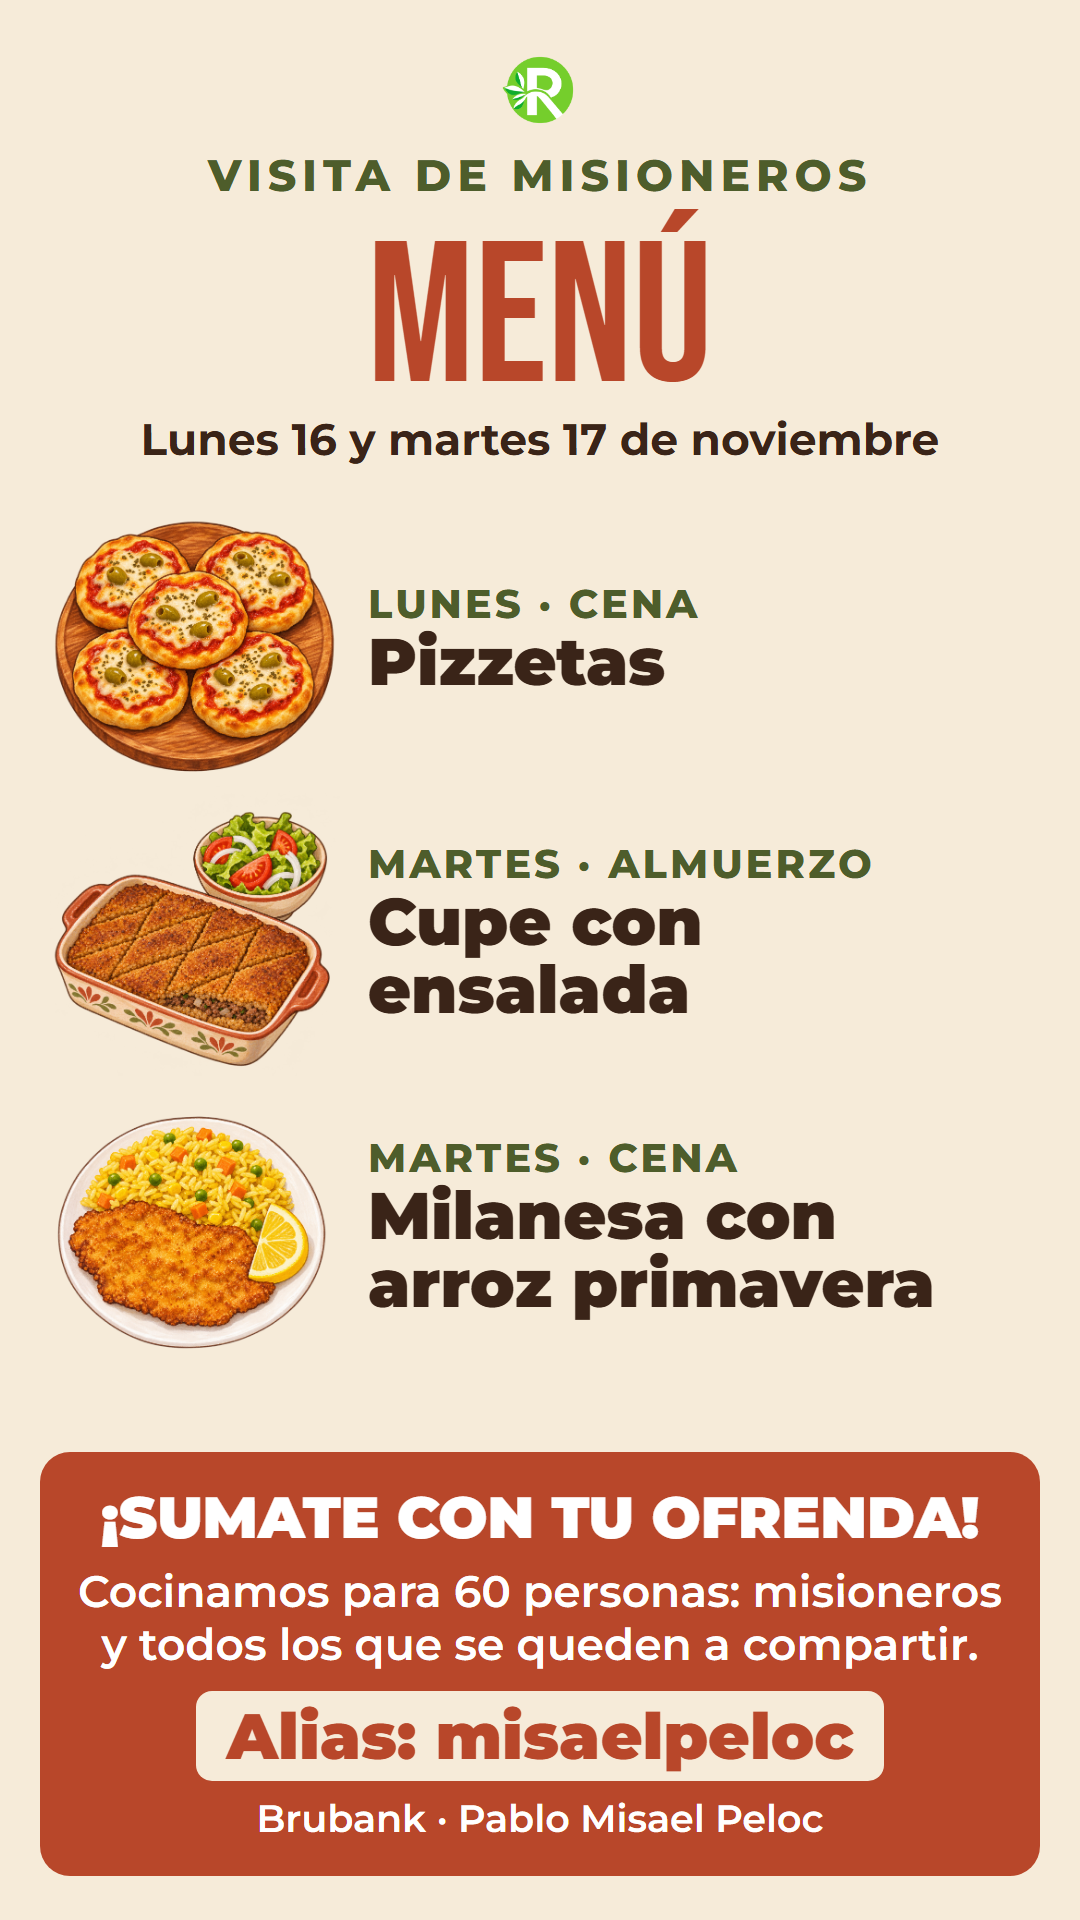 R
VISITA DE MISIONEROS
MENÚ
Lunes 16 y martes 17 de noviembre
LUNES · CENA
Pizzetas
MARTES · ALMUERZO
Cupe con
ensalada
MARTES · CENA
Milanesa con
arroz primavera
¡SUMATE CON TU OFRENDA!
Cocinamos para 60 personas: misioneros
y todos los que se queden a compartir.
Alias: misaelpeloc
Brubank · Pablo Misael Peloc